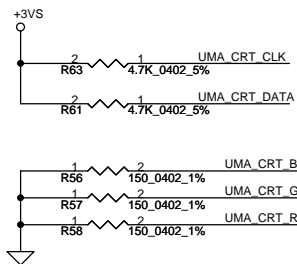 +3VS
2 1 UMA_CRT_CLK
R63 4.7K_0402_5%
2 1 UMA_CRT_DATA
R61 4.7K_0402_5%
1 2 UMA_CRT_B
R56 150_0402_1%
1 2 UMA_CRT_G
R57 150_0402_1%
1 2 UMA_CRT_R
R58 150_0402_1%